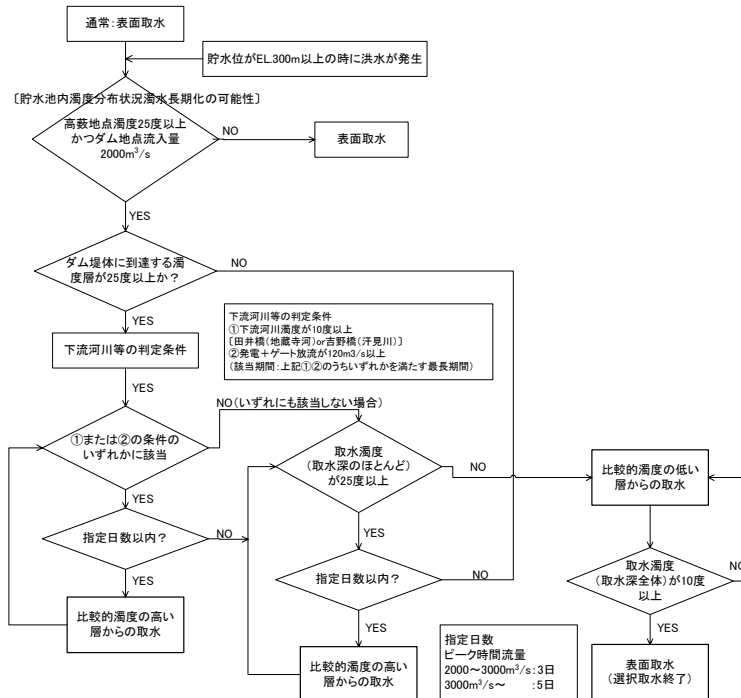 通常:表面取水
貯水位がEL.300m以上の時に洪水が発生
〔貯水池内濁度分布状況濁水長期化の可能性〕
高薮地点濁度25度以上
かつダム地点流入量
2000m³/s
NO
表面取水
YES
ダム堤体に到達する濁
度層が25度以上か？
NO
YES
下流河川等の判定条件
下流河川等の判定条件
①下流河川濁度が10度以上
［田井橋(地蔵寺河)or吉野橋(汗見川)］
②発電＋ゲート放流が120m3/s以上
(該当期間:上記①②のうちいずれかを満たす最長期間)
YES
NO(いずれにも該当しない場合)
①または②の条件の
いずれかに該当
取水濁度
(取水深のほとんど)
が25度以上
NO
比較的濁度の低い
層からの取水
YES
YES
YES
指定日数以内？
NO
指定日数以内？
NO
取水濁度
(取水深全体)が10度
以上
NO
YES
YES
YES
比較的濁度の高い
層からの取水
比較的濁度の高い
層からの取水
指定日数
ピーク時間流量
2000～3000m³/s:3日
3000m³/s～　　:5日
表面取水
(選択取水終了)